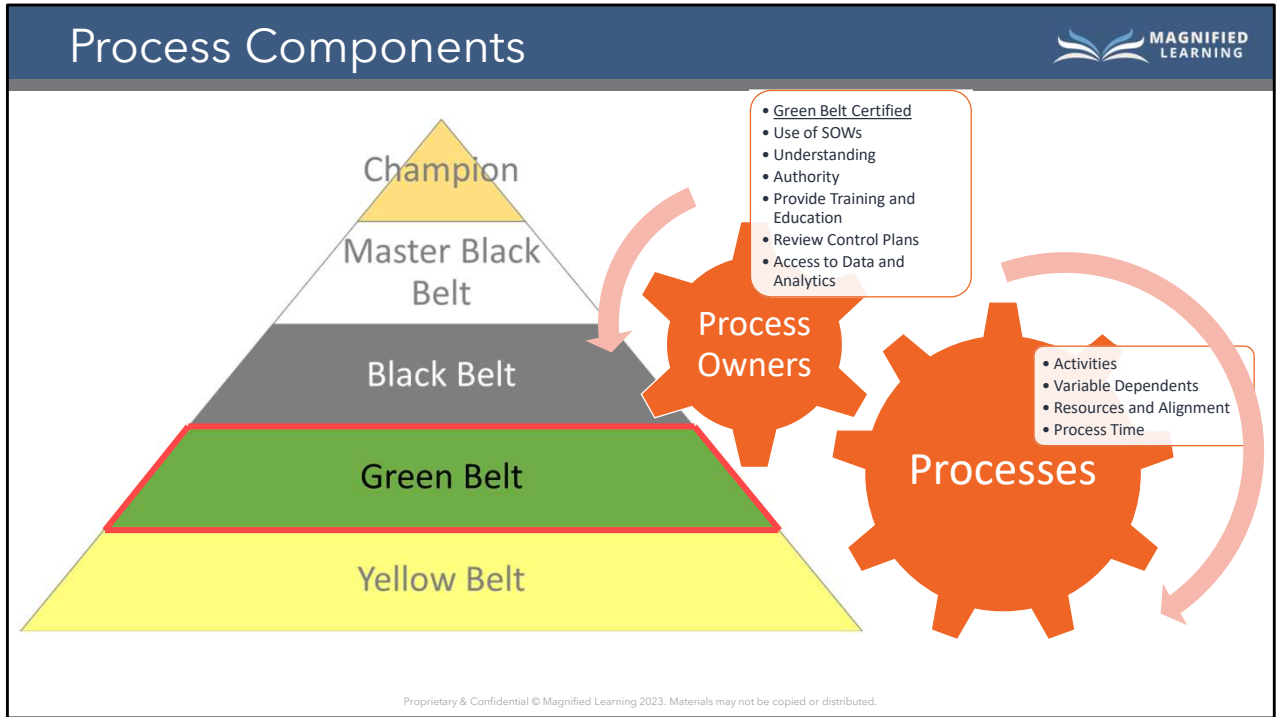 Process Components
MAGNIFIED
LEARNING
Champion
Master Black
Belt
Black Belt
Green Belt
Yellow Belt
• Green Belt Certified
• Use of SOWs
• Understanding
• Authority
• Provide Training and
Education
• Review Control Plans
• Access to Data and
Analytics
Process
Owners
• Activities
• Variable Dependents
• Resources and Alignment
• Process Time
Processes
Proprietary & Confidential © Magnified Learning 2023. Materials may not be copied or distributed.